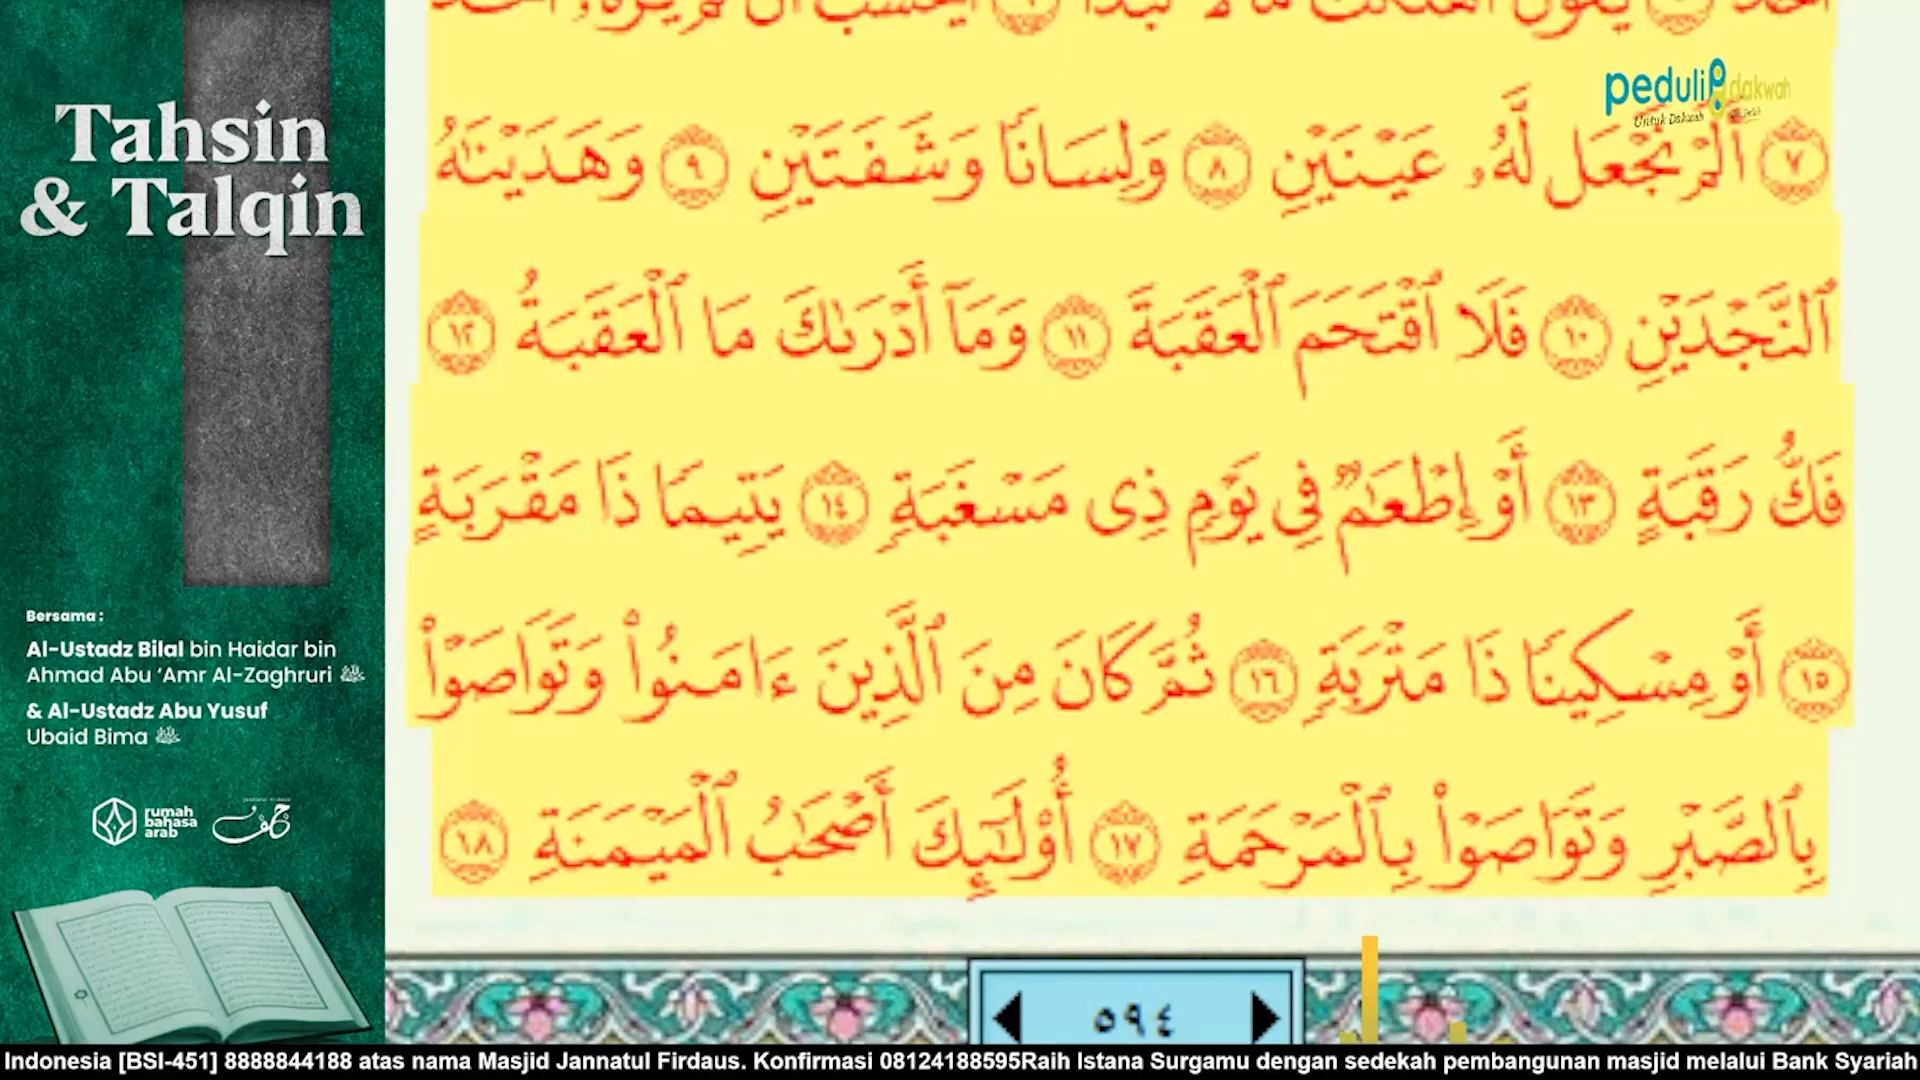 Tahsin
& Talqin
Bersama :
Al-Ustadz Bilal bin Haidar bin
Ahmad Abu ‘Amr Al-Zaghruri
& Al-Ustadz Abu Yusuf
Ubaid Bima
rumah
bahasa
arab
peduli dakwah
Untuk Dakwah
٧ أَلَمْ نَجْعَل لَّهُۥ عَيْنَيْنِ ٨ وَلِسَانًا وَشَفَتَيْنِ ٩ وَهَدَيْنَٰهُ
ٱلنَّجْدَيْنِ ١٠ فَلَا ٱقْتَحَمَ ٱلْعَقَبَةَ ١١ وَمَآ أَدْرَىٰكَ مَا ٱلْعَقَبَةُ ١٢
فَكُّ رَقَبَةٍ ١٣ أَوْ إِطْعَٰمٌ فِى يَوْمٍ ذِى مَسْغَبَةٍ ١٤ يَتِيمًا ذَا مَقْرَبَةٍ
١٥ أَوْ مِسْكِينًا ذَا مَتْرَبَةٍ ١٦ ثُمَّ كَانَ مِنَ ٱلَّذِينَ ءَامَنُوا۟ وَتَوَاصَوْا۟
بِٱلصَّبْرِ وَتَوَاصَوْا۟ بِٱلْمَرْحَمَةِ ١٧ أُو۟لَٰٓئِكَ أَصْحَٰبُ ٱلْمَيْمَنَةِ ١٨
٥٩٤
Indonesia [BSI-451] 8888844188 atas nama Masjid Jannatul Firdaus. Konfirmasi 08124188595Raih Istana Surgamu dengan sedekah pembangunan masjid melalui Bank Syariah